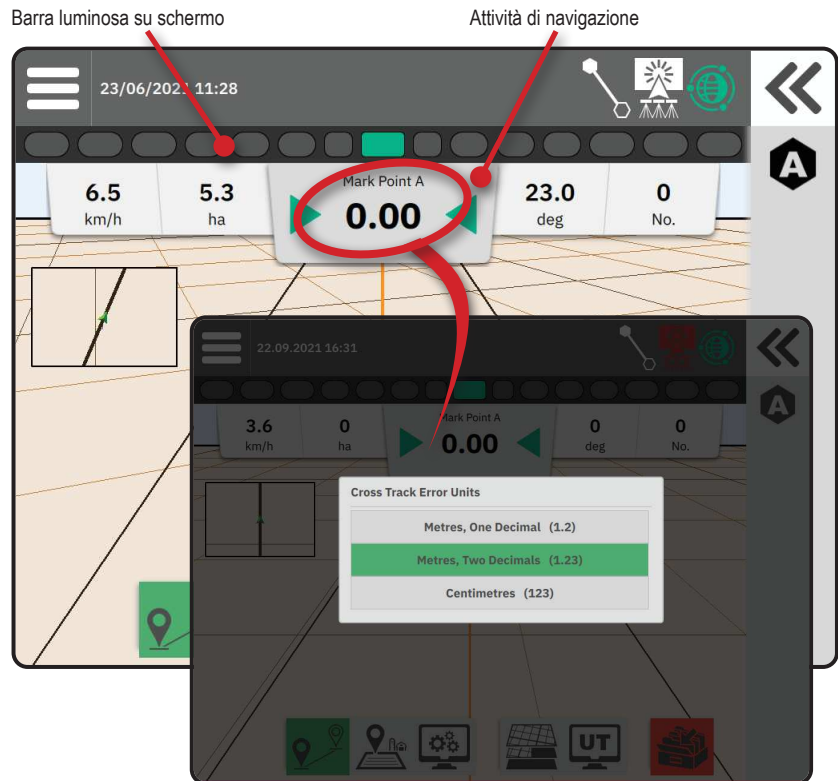 Barra luminosa su schermo
Attività di navigazione
23/06/2021 11:28
A
6.5
km/h
5.3
ha
Mark Point A
0.00
23.0
deg
0
No.
22.09.2021 16:31
A
3.6
km/h
0
ha
Mark Point A
0.00
0
deg
0
No.
Cross Track Error Units
Metres, One Decimal (1.2)
Metres, Two Decimals (1.23)
Centimetres (123)
UT